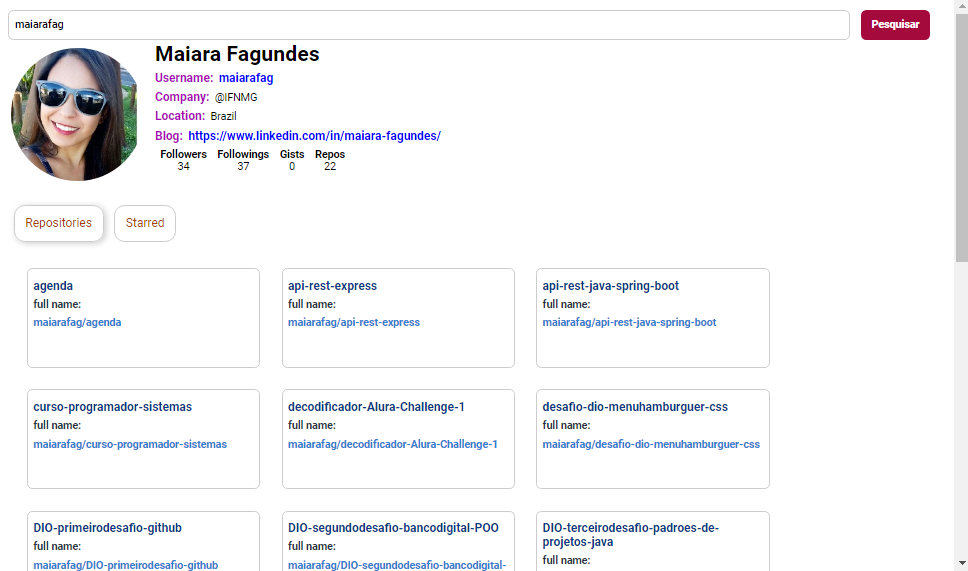 maiarafag
Pesquisar
Maiara Fagundes
Username: maiarafag
Company: @IFNMG
Location: Brazil
Blog: https://www.linkedin.com/in/maiara-fagundes/
Followers Followings Gists Repos
34 37 0 22
Repositories Starred
agenda
full name:
maiarafag/agenda
api-rest-express
full name:
maiarafag/api-rest-express
api-rest-java-spring-boot
full name:
maiarafag/api-rest-java-spring-boot
curso-programador-sistemas
full name:
maiarafag/curso-programador-sistemas
decodificador-Alura-Challenge-1
full name:
maiarafag/decodificador-Alura-Challenge-1
desafio-dio-menuhamburguer-css
full name:
maiarafag/desafio-dio-menuhamburguer-css
DIO-primeirodesafio-github
full name:
maiarafag/DIO-primeirodesafio-github
DIO-segundodesafio-bancodigital-POO
full name:
maiarafag/DIO-segundodesafio-bancodigital-
DIO-terceirodesafio-padroes-de-
projetos-java
full name: